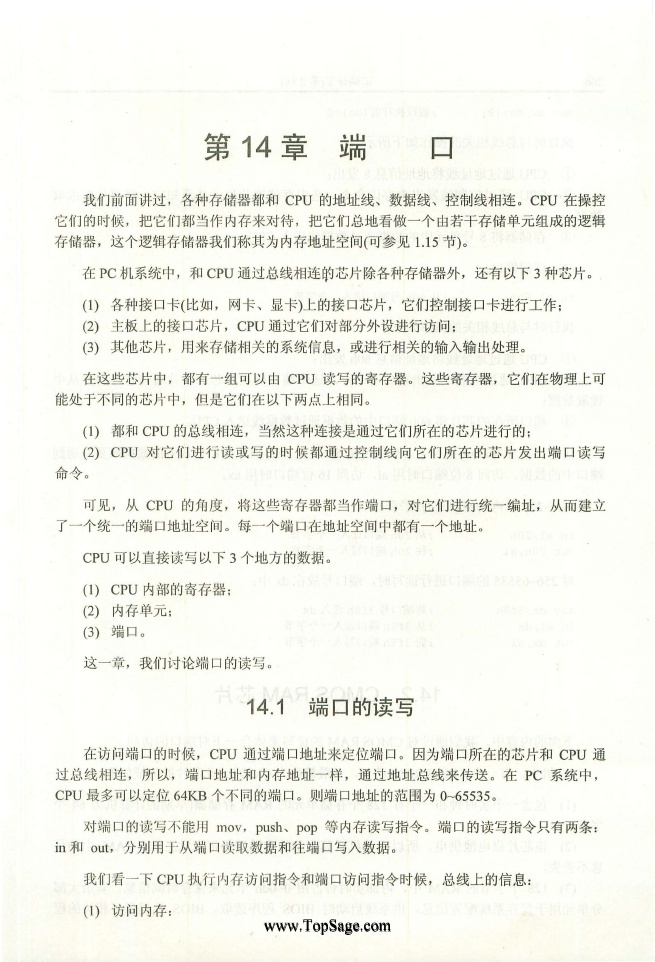 第 14 章 端 口
我们前面讲过，各种存储器都和 CPU 的地址线、数据线、控制线相连。CPU 在操控
它们的时候，把它们都当作内存来对待，把它们总地看做一个由若干存储单元组成的逻辑
存储器，这个逻辑存储器我们称其为内存地址空间(可参见 1.15 节)。
在 PC 机系统中，和 CPU 通过总线相连的芯片除各种存储器外，还有以下 3 种芯片。
(1) 各种接口卡(比如，网卡、显卡)上的接口芯片，它们控制接口卡进行工作；
(2) 主板上的接口芯片，CPU 通过它们对部分外设进行访问；
(3) 其他芯片，用来存储相关的系统信息，或进行相关的输入输出处理。
在这些芯片中，都有一组可以由 CPU 读写的寄存器。这些寄存器，它们在物理上可
能处于不同的芯片中，但是它们在以下两点上相同。
(1) 都和 CPU 的总线相连，当然这种连接是通过它们所在的芯片进行的；
(2) CPU 对它们进行读或写的时候都通过控制线向它们所在的芯片发出端口读写
命令。
可见，从 CPU 的角度，将这些寄存器都当作端口，对它们进行统一编址，从而建立
了一个统一的端口地址空间。每一个端口在地址空间中都有一个地址。
CPU 可以直接读写以下 3 个地方的数据。
(1) CPU 内部的寄存器；
(2) 内存单元；
(3) 端口。
这一章，我们讨论端口的读写。
14.1 端口的读写
在访问端口的时候，CPU 通过端口地址来定位端口。因为端口所在的芯片和 CPU 通
过总线相连，所以，端口地址和内存地址一样，通过地址总线来传送。在 PC 系统中，
CPU 最多可以定位 64KB 个不同的端口。则端口地址的范围为 0~65535。
对端口的读写不能用 mov，push、pop 等内存读写指令。端口的读写指令只有两条：
in 和 out，分别用于从端口读取数据和往端口写入数据。
我们看一下 CPU 执行内存访问指令和端口访问指令时候，总线上的信息：
(1) 访问内存：
www.TopSage.com